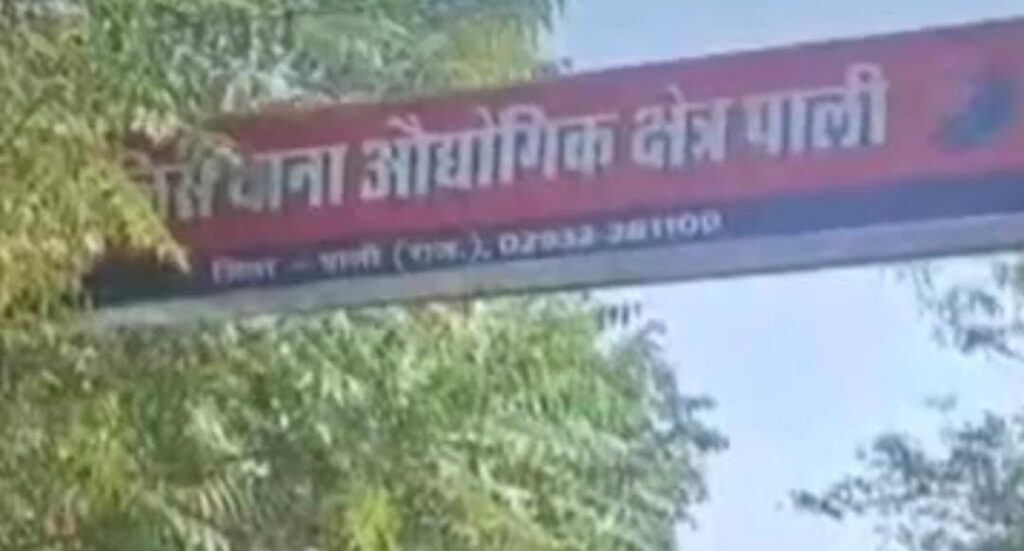 पुलिस थाना औद्योगिक क्षेत्र पाली
जिला - पाली (राज.), 02932-281100